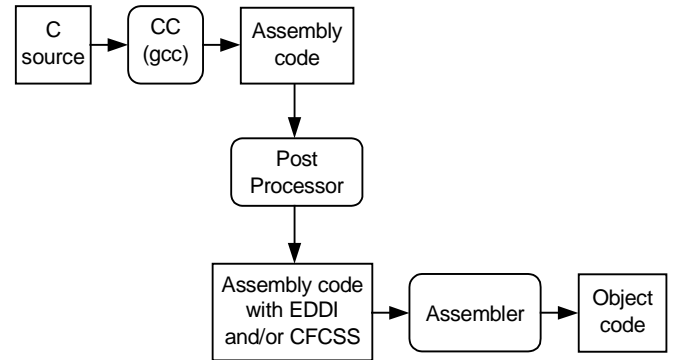 C
source
CC
(gcc)
Assembly
code
Post
Processor
Assembly code
with EDDI
and/or CFCSS
Assembler
Object
code